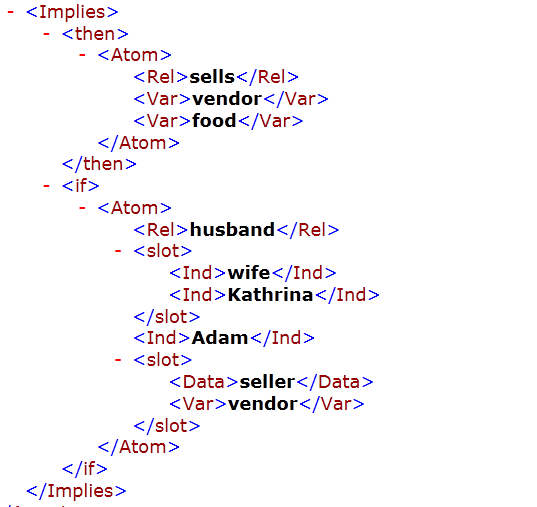 - <Implies>
- <then>
- <Atom>
<Rel>sells</Rel>
<Var>vendor</Var>
<Var>food</Var>
</Atom>
</then>
- <if>
- <Atom>
<Rel>husband</Rel>
- <slot>
<Ind>wife</Ind>
<Ind>Kathrina</Ind>
</slot>
<Ind>Adam</Ind>
- <slot>
<Data>seller</Data>
<Var>vendor</Var>
</slot>
</Atom>
</if>
</Implies>